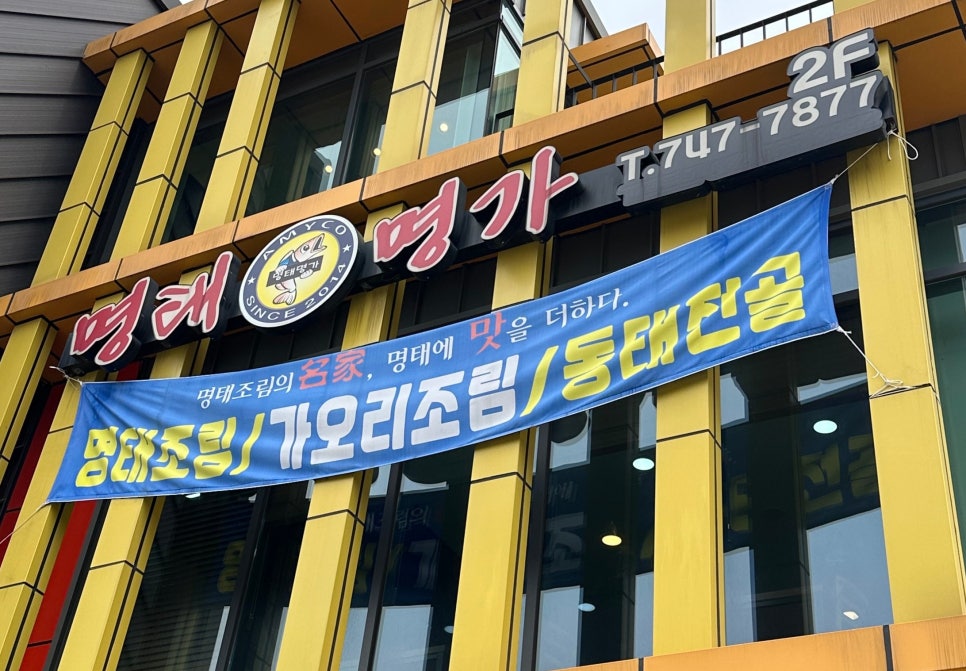 2F
명태 명가 T.747-7877
AMYCO
명태명가
SINCE 2014
명태조림의 名家, 명태에 맛을 더하다.
명태조림/가오리조림/동태전골